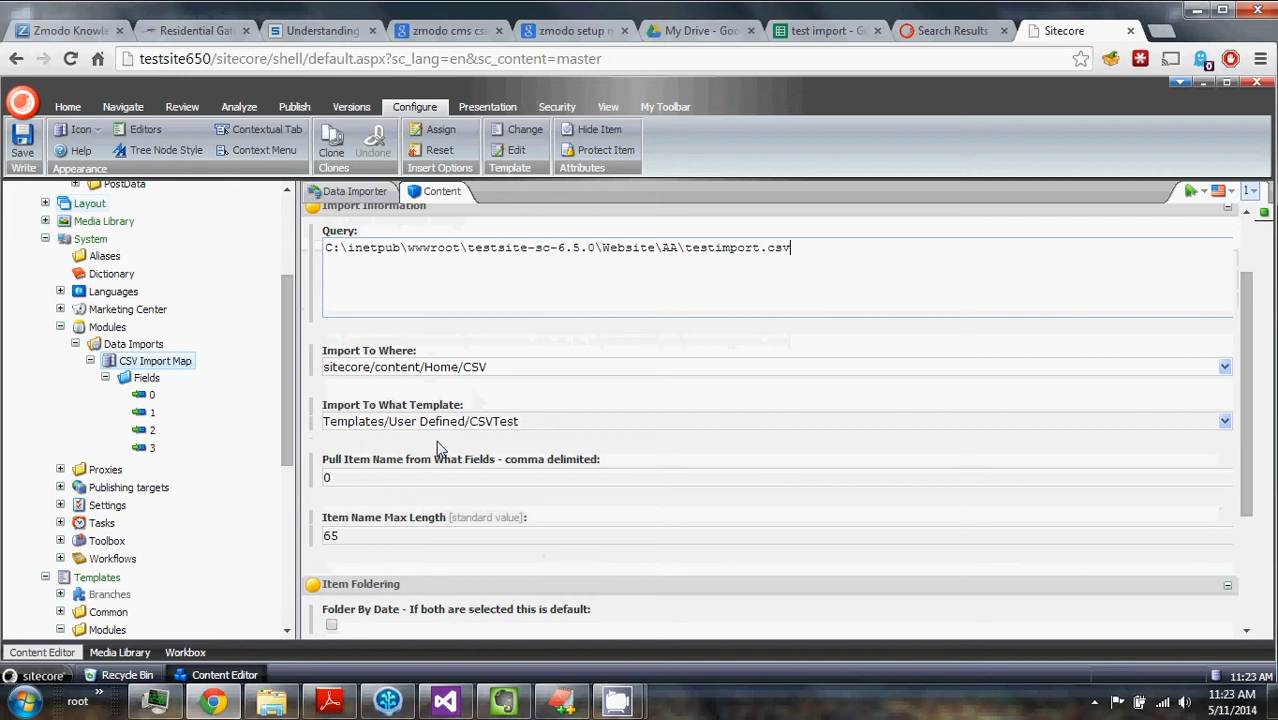 Zmodo Knowle
Residential Gat
Understanding
zmodo cms css
zmodo setup n
My Drive - Goo
test import - G
Search Results
Sitecore
testsite650/sitecore/shell/default.aspx?sc_lang=en&sc_content=master
Home Navigate Review Analyze Publish Versions Configure Presentation Security View My Toolbar
Icon Editors Contextual Tab Assign Change Hide Item
Save Help Tree Node Style Context Menu Clone Unclone Reset Edit Protect Item
Write Appearance Clones Insert Options Template Attributes
PostData
Layout
Media Library
System
Aliases
Dictionary
Languages
Marketing Center
Modules
Data Imports
CSV Import Map
Fields
0
1
2
3
Proxies
Publishing targets
Settings
Tasks
Toolbox
Workflows
Templates
Branches
Common
Modules
Data Importer Content 1
Import Information
Query:
C:\inetpub\wwwroot\testsite-sc-6.5.0\Website\AA\testimport.csv
Import To Where:
sitecore/content/Home/CSV
Import To What Template:
Templates/User Defined/CSVTest
Pull Item Name from What Fields - comma delimited:
0
Item Name Max Length [standard value]:
65
Item Foldering
Folder By Date - If both are selected this is default:
Content Editor Media Library Workbox
sitecore Recycle Bin Content Editor 11:23 AM
root
11:23 AM
5/11/2014